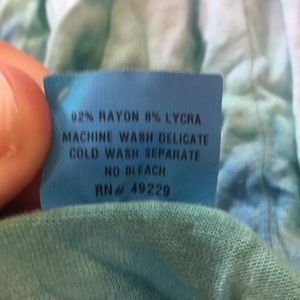 92% RAYON 8% LYCRA
MACHINE WASH DELICATE
COLD WASH SEPARATE
NO BLEACH
RN# 49229